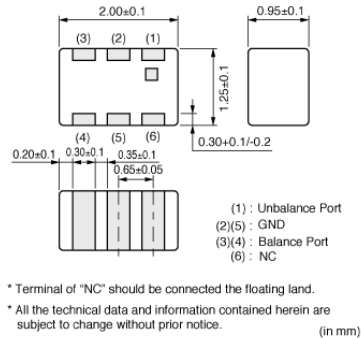 2.00±0.1
0.95±0.1
(3) (2) (1)
1.25±0.1
(4) (5) (6)
0.30+0.1/-0.2
0.20±0.1 0.30±0.1 0.35±0.1
0.65±0.05
(1) : Unbalance Port
(2)(5) : GND
(3)(4) : Balance Port
(6) : NC
* Terminal of "NC" should be connected the floating land.
* All the technical data and information contained herein are
subject to change without prior notice.
(in mm)